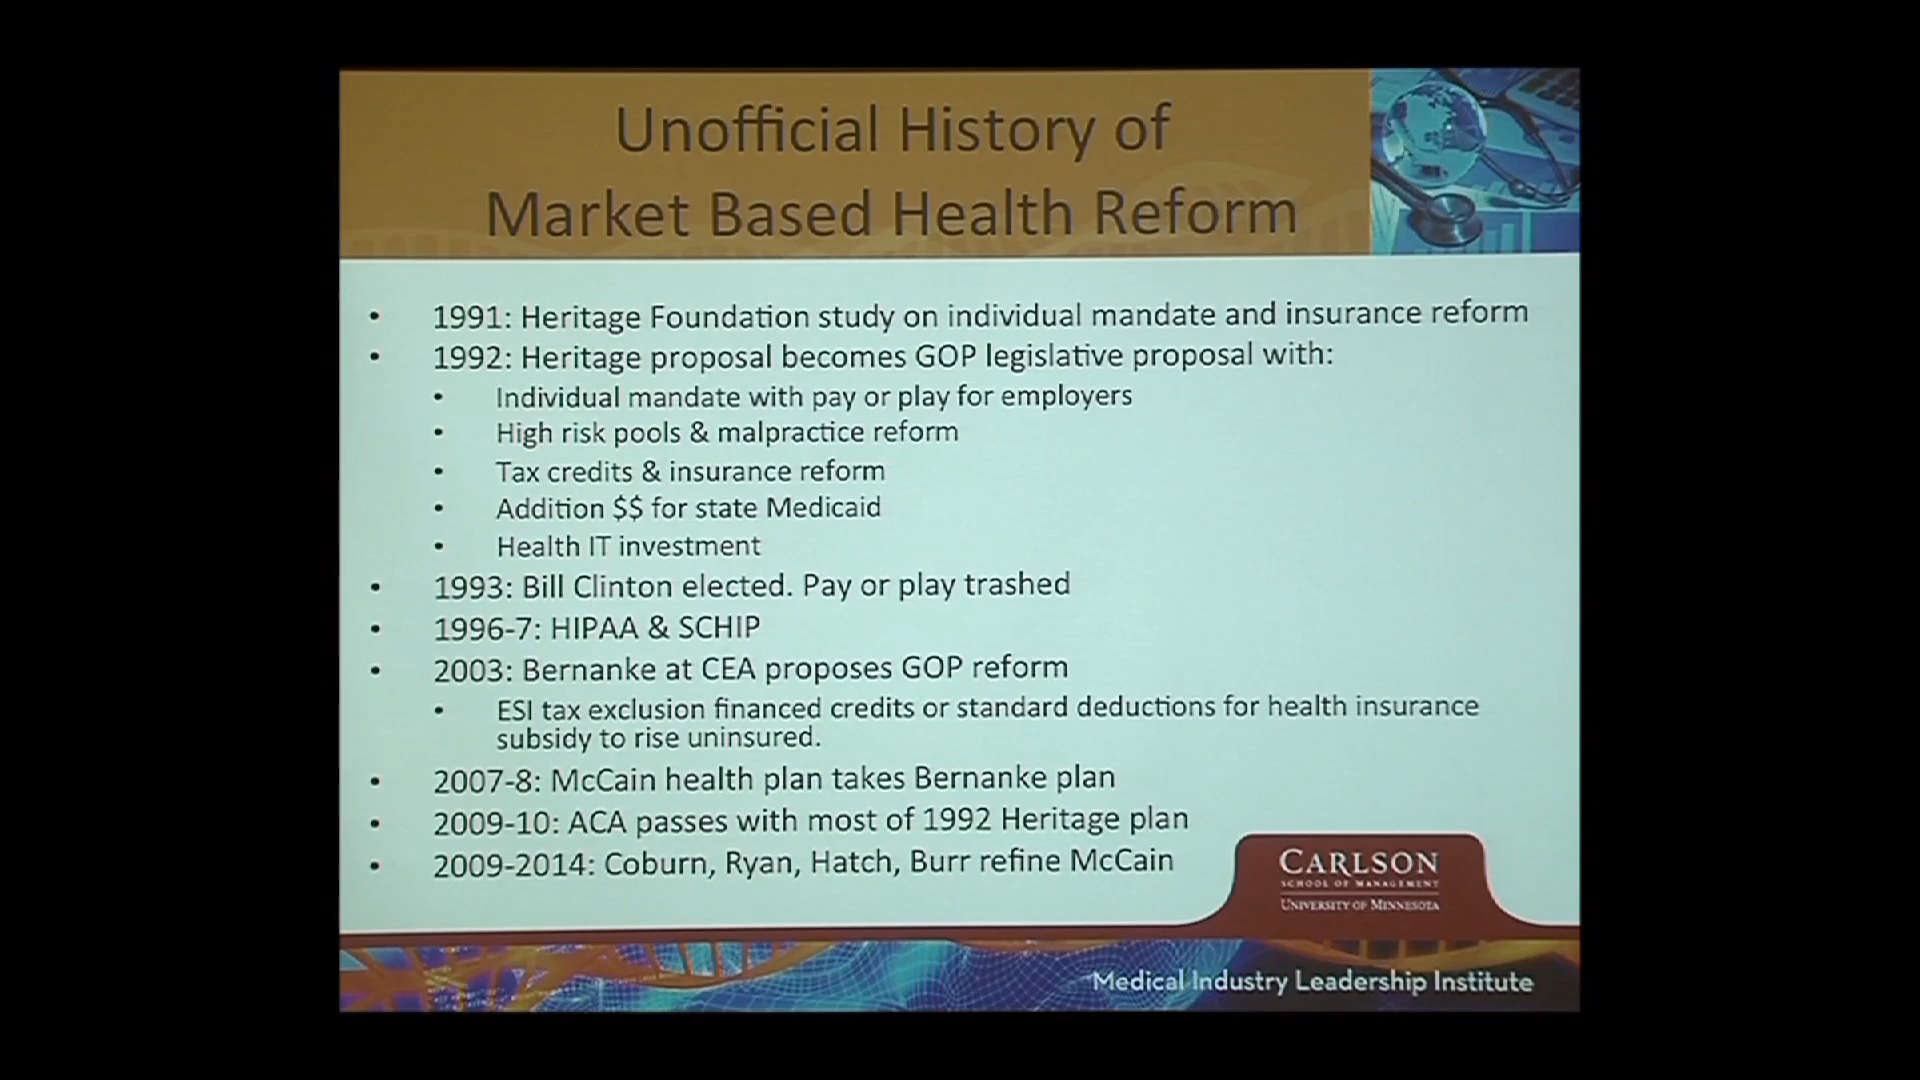 Unofficial History of
Market Based Health Reform
• 1991: Heritage Foundation study on individual mandate and insurance reform
• 1992: Heritage proposal becomes GOP legislative proposal with:
• Individual mandate with pay or play for employers
• High risk pools & malpractice reform
• Tax credits & insurance reform
• Addition $$ for state Medicaid
• Health IT investment
• 1993: Bill Clinton elected. Pay or play trashed
• 1996-7: HIPAA & SCHIP
• 2003: Bernanke at CEA proposes GOP reform
• ESI tax exclusion financed credits or standard deductions for health insurance
subsidy to rise uninsured.
• 2007-8: McCain health plan takes Bernanke plan
• 2009-10: ACA passes with most of 1992 Heritage plan
• 2009-2014: Coburn, Ryan, Hatch, Burr refine McCain
CARLSON
SCHOOL OF MANAGEMENT
UNIVERSITY OF MINNESOTA
Medical Industry Leadership Institute